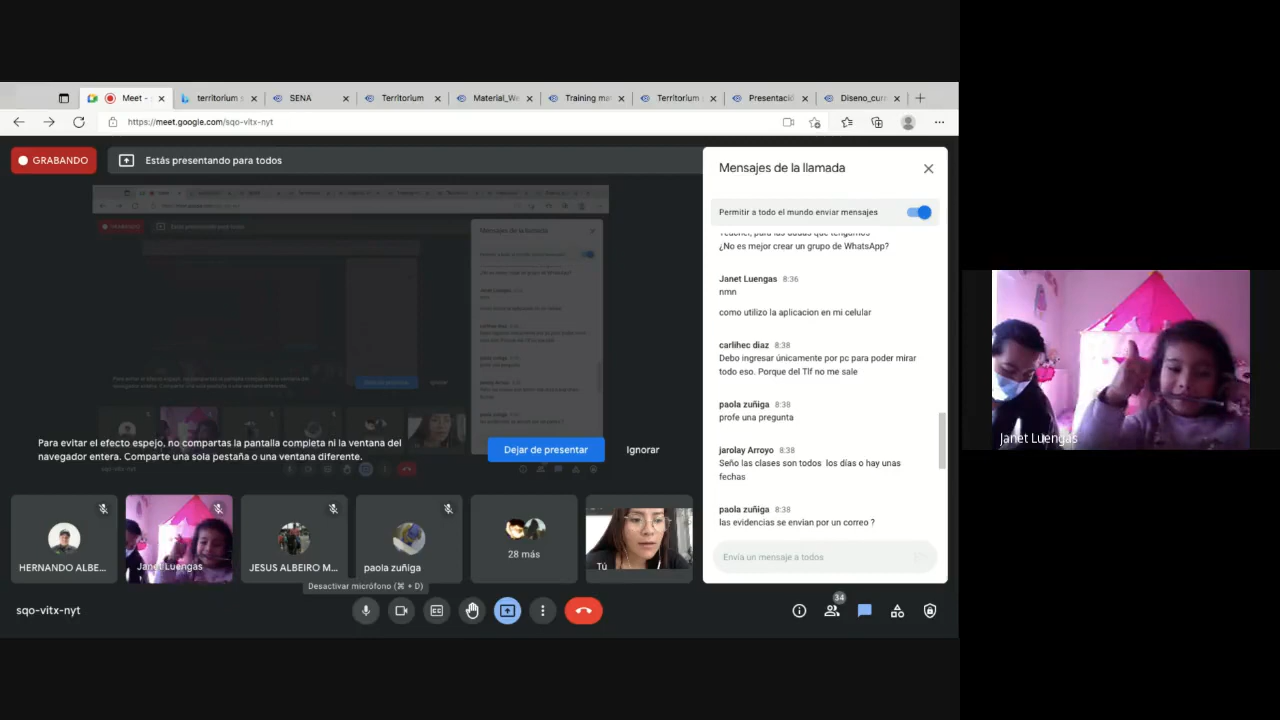 Meet -
territorium s
SENA
Territorium
Material_We
Training ma
Territorium
Presentació
Diseno_cur
https://meet.google.com/sqo-vitx-nyt
GRABANDO
Estás presentando para todos
Mensajes de la llamada
Permitir a todo el mundo enviar mensajes
¿No es mejor crear un grupo de WhatsApp?
Janet Luengas 8:36
nmn
como utilizo la aplicacion en mi celular
carlihec diaz 8:38
Debo ingresar únicamente por pc para poder mirar
todo eso. Porque del Tlf no me sale
paola zuñiga 8:38
profe una pregunta
jarolay Arroyo 8:38
Seño las clases son todos los días o hay unas
fechas
paola zuñiga 8:38
las evidencias se envian por un correo ?
Envía un mensaje a todos
Para evitar el efecto espejo, no compartas la pantalla completa ni la ventana del
navegador entera. Comparte una sola pestaña o una ventana diferente.
Dejar de presentar
Ignorar
HERNANDO ALBE...
Janet Luengas
JESUS ALBEIRO M...
paola zuñiga
28 más
Tú
Desactivar micrófono (⌘ + D)
sqo-vitx-nyt
34
Janet Luengas